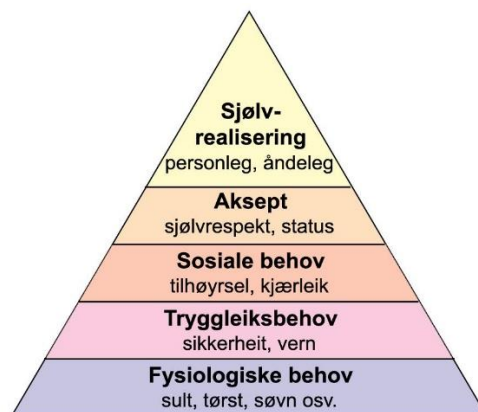 Sjølv-
realisering
personleg, åndeleg
Aksept
sjølvrespekt, status
Sosiale behov
tilhøyrsel, kjærleik
Tryggleiksbehov
sikkerheit, vern
Fysiologiske behov
sult, tørst, søvn osv.